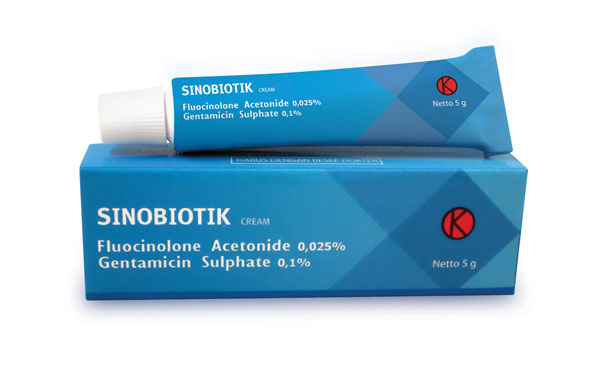 SINOBIOTIK CREAM
Fluocinolone Acetonide 0,025%
Gentamicin Sulphate 0,1%
K
Netto 5 g
HARUS DENGAN RESEP DOKTER
SINOBIOTIK CREAM
Fluocinolone Acetonide 0,025%
Gentamicin Sulphate 0,1%
K
Netto 5 g